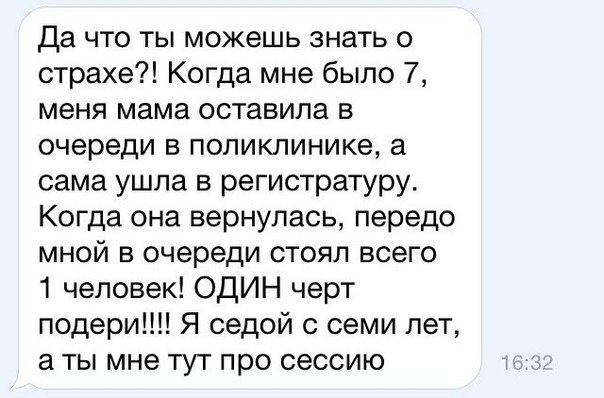 Да что ты можешь знать о
страхе?! Когда мне было 7,
меня мама оставила в
очереди в поликлинике, а
сама ушла в регистратуру.
Когда она вернулась, передо
мной в очереди стоял всего
1 человек! ОДИН черт
подери!!!! Я седой с семи лет,
а ты мне тут про сессию
16:32